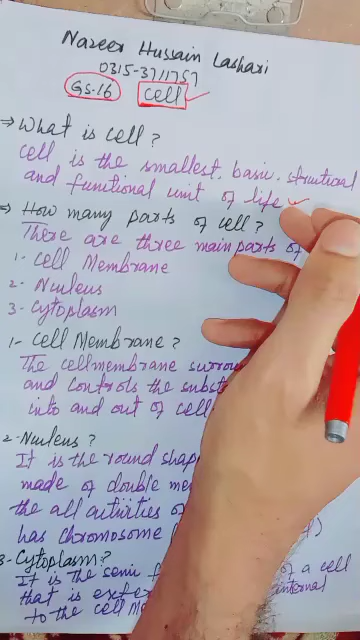 Nazeer Hussain Lashari
0315-3711757
GS-16 Cell
→ What is cell?
Cell is the smallest, basic, structional
and functional unit of life
⇒ How many parts of cell?
There are three main parts of
1- Cell Membrane
2- Nucleus
3- Cytoplasm
1- Cell Membrane?
The cell membrane
and controls the
into and out of cell
2- Nucleus?
It is the round
made of double
the all activities
has chromosome
3- Cytoplasm?
It is the semi of a cell
that is internal
to the cell